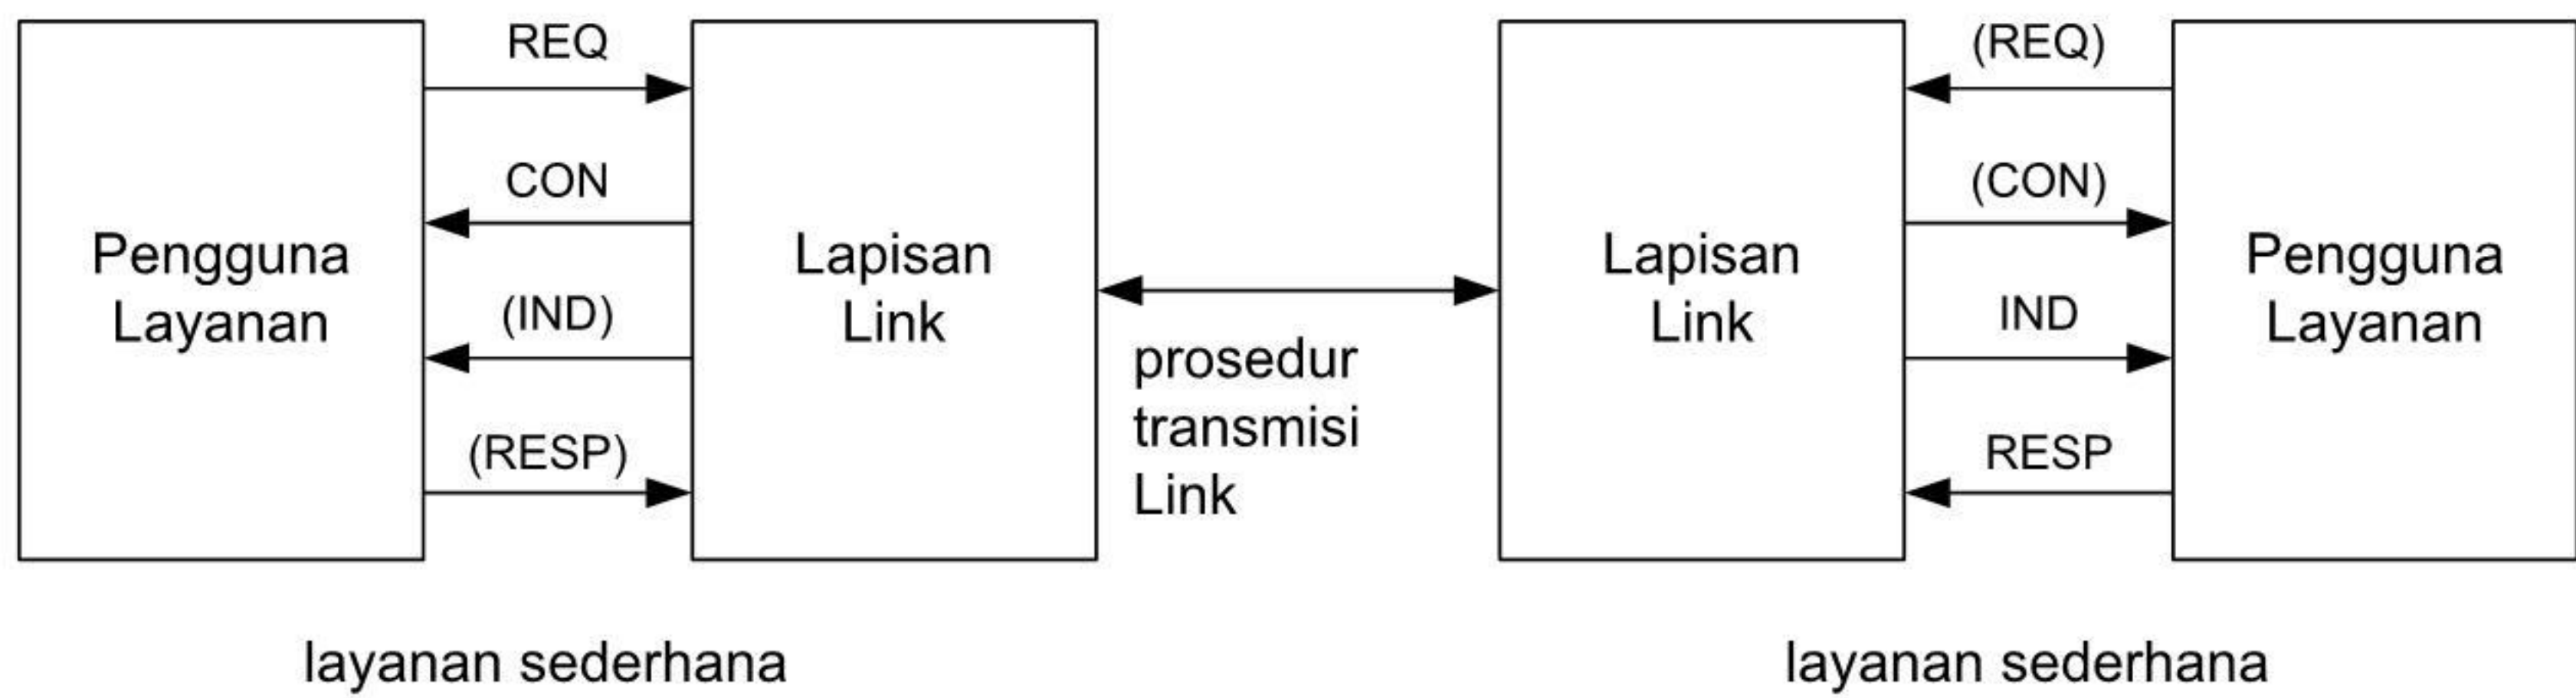 REQ
(REQ)
CON
(CON)
Pengguna
Layanan
Lapisan
Link
Lapisan
Link
Pengguna
Layanan
(IND)
IND
prosedur
transmisi
Link
(RESP)
RESP
layanan sederhana
layanan sederhana